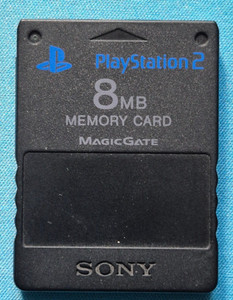 PlayStation 2
8MB
MEMORY CARD
MAGICGATE
SONY